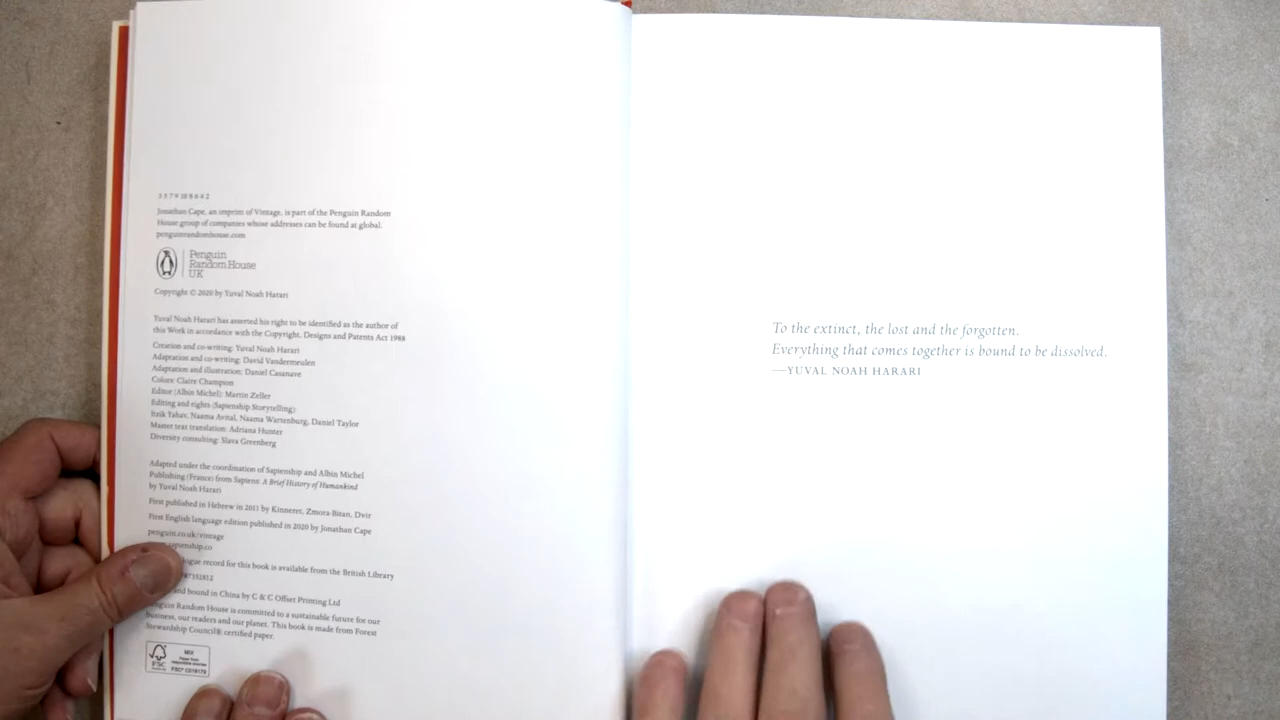 Jonathan Cape, an imprint of Vintage, is part of the Penguin Random
House group of companies whose addresses can be found at global.
penguinrandomhouse.com
Penguin
Random House
UK
Copyright © 2020 by Yuval Noah Harari
Yuval Noah Harari has asserted his right to be identified as the author of
this Work in accordance with the Copyright, Designs and Patents Act 1988
Creation and co-writing: Yuval Noah Harari
Adaptation and co-writing: David Vandermeulen
Adaptation and illustration: Daniel Casanave
Colors: Claire Champion
Editor (Albin Michel): Martin Zeller
Editing and rights (Sapienship Storytelling):
Itzik Yahav, Naama Avital, Naama Wartenburg, Daniel Taylor
Master text translation: Adriana Hunter
Diversity consulting: Slava Greenberg
Adapted under the coordination of Sapienship and Albin Michel
Publishing (France) from Sapiens: A Brief History of Humankind
by Yuval Noah Harari
First published in Hebrew in 2011 by Kinneret, Zmora-Bitan, Dvir
First English language edition published in 2020 by Jonathan Cape
penguin.co.uk/vintage
sapienship.co
record for this book is available from the British Library
and bound in China by C & C Offset Printing Ltd
Random House is committed to a sustainable future for our
business, our readers and our planet. This book is made from Forest
Stewardship Council® certified paper.
FSC
MIX
Paper from
responsible sources
To the extinct, the lost and the forgotten.
Everything that comes together is bound to be dissolved.
—YUVAL NOAH HARARI